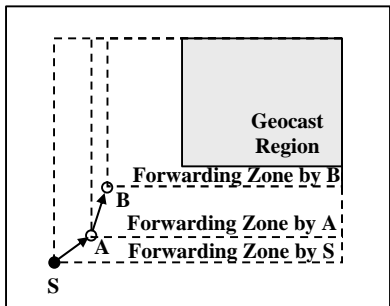 Geocast
Region
Forwarding Zone by B
B
Forwarding Zone by A
A
Forwarding Zone by S
S